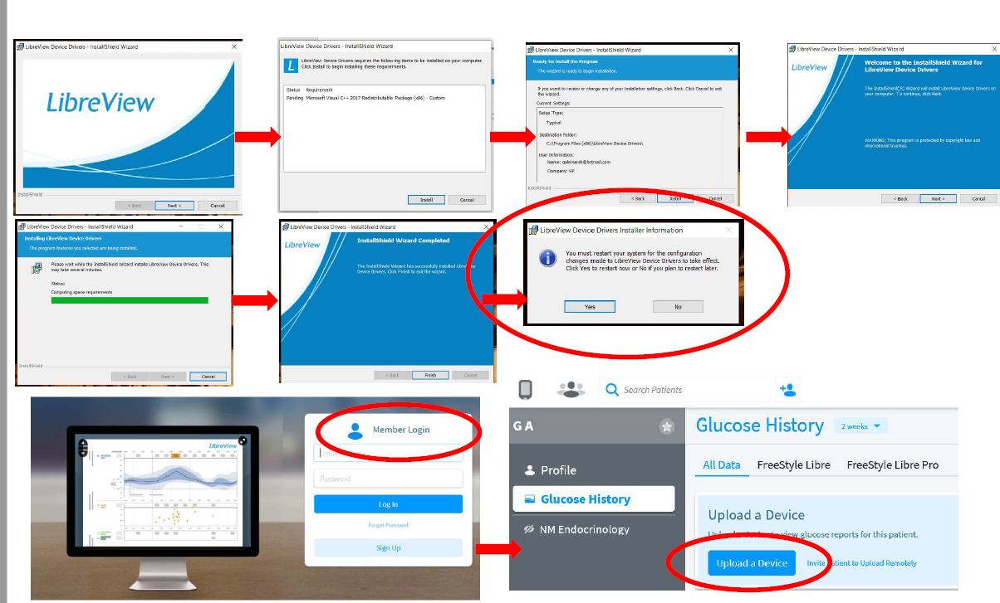 LibreView Device Drivers - InstallShield Wizard
LibreView
InstallShield
< Back
Next >
Cancel
LibreView Device Drivers - InstallShield Wizard
LibreView Device Drivers requires the following items to be installed on your computer.
Click Install to begin installing these requirements.
Status Requirement
Pending Microsoft Visual C++ 2017 Redistributable Package (x86) - Custom
Install
Cancel
LibreView Device Drivers - InstallShield Wizard
Ready to Install the Program
The wizard is ready to begin installation.
If you want to review or change any of your installation settings, click Back. Click Cancel to exit
the wizard.
Current Settings:
Setup Type:
Typical
Destination Folder:
C:\Program Files (x86)\LibreView Device Drivers\
User Information:
Name: qalemarek@hotmail.com
Company: HP
InstallShield
< Back
Install
Cancel
LibreView Device Drivers - InstallShield Wizard
LibreView
Welcome to the InstallShield Wizard for
LibreView Device Drivers
The InstallShield(R) Wizard will install LibreView Device Drivers on
your computer. To continue, click Next.
WARNING: This program is protected by copyright law and
international treaties.
< Back
Next >
Cancel
LibreView Device Drivers - InstallShield Wizard
Installing LibreView Device Drivers
The program features you selected are being installed.
Please wait while the InstallShield Wizard installs LibreView Device Drivers. This
may take several minutes.
Status:
Computing space requirements
InstallShield
< Back
Next >
Cancel
LibreView Device Drivers - InstallShield Wizard
LibreView
InstallShield Wizard Completed
The InstallShield Wizard has successfully installed LibreView
Device Drivers. Click Finish to exit the wizard.
< Back
Finish
Cancel
LibreView Device Drivers Installer Information
You must restart your system for the configuration
changes made to LibreView Device Drivers to take effect.
Click Yes to restart now or No if you plan to restart later.
Yes
No
LibreView
Member Login
Password
Log In
Forgot Password
Sign Up
Search Patients
G A
Profile
Glucose History
NM Endocrinology
Glucose History
2 weeks
All Data
FreeStyle Libre
FreeStyle Libre Pro
Upload a Device
Upload a device to view glucose reports for this patient.
Upload a Device
Invite Patient to Upload Remotely